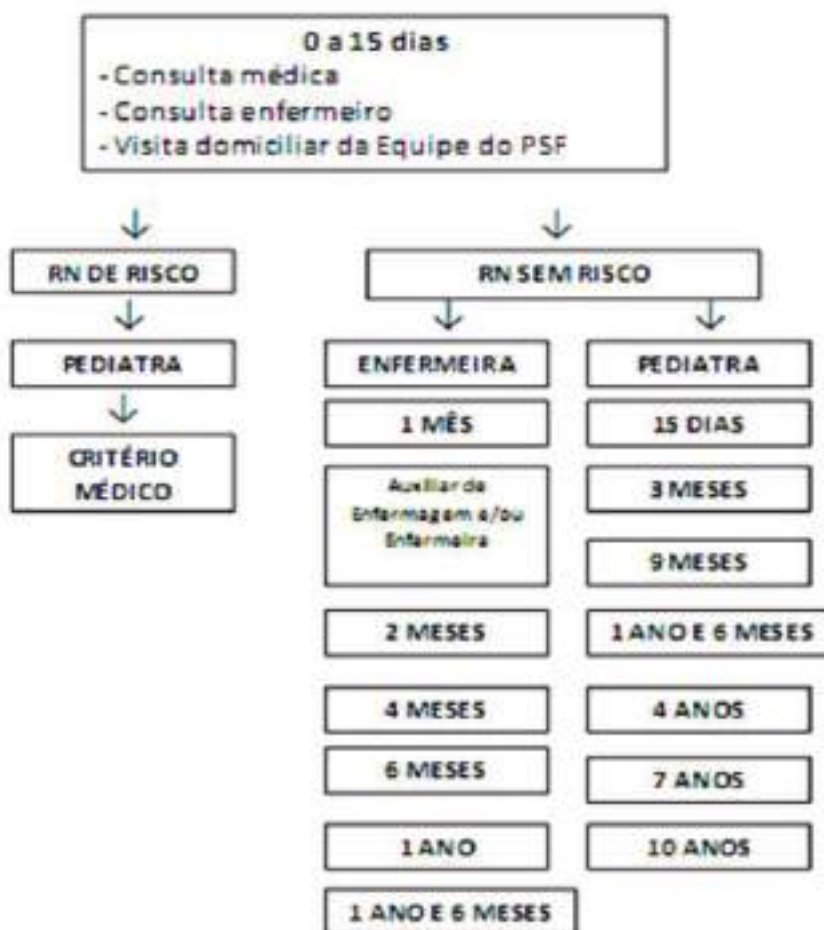 0 a 15 dias
- Consulta médica
- Consulta enfermeiro
- Visita domiciliar da Equipe do PSF
RN DE RISCO
RN SEM RISCO
PEDIATRA
ENFERMEIRA
PEDIATRA
CRITÉRIO
MÉDICO
1 MÊS
15 DIAS
Auxiliar de
Enfermagem e/ou
Enfermeira
3 MESES
9 MESES
2 MESES
1 ANO E 6 MESES
4 MESES
4 ANOS
6 MESES
7 ANOS
1 ANO
10 ANOS
1 ANO E 6 MESES